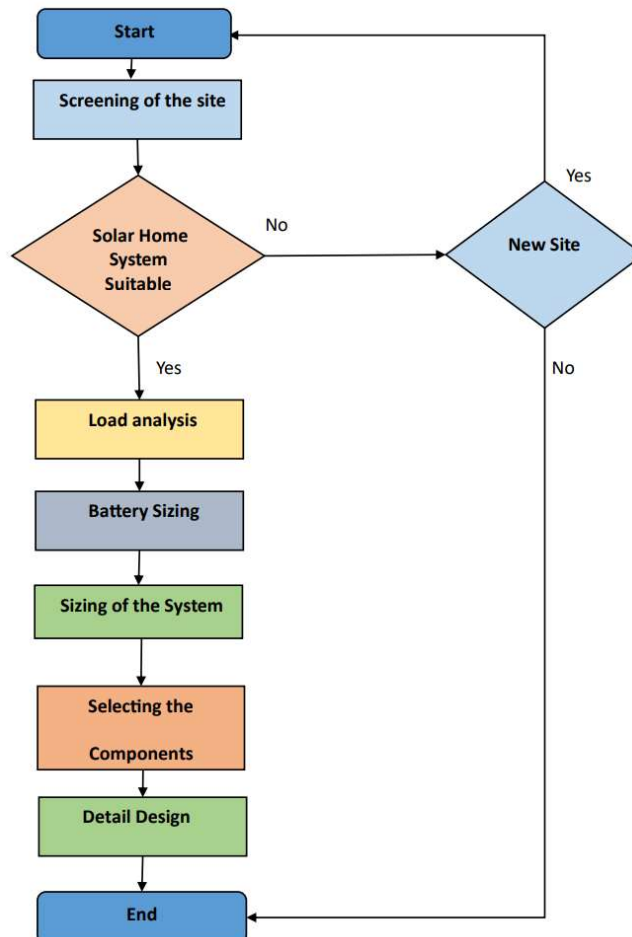 Start
Screening of the site
Yes
No
Solar Home
System
Suitable
New Site
Yes
No
Load analysis
Battery Sizing
Sizing of the System
Selecting the
Components
Detail Design
End